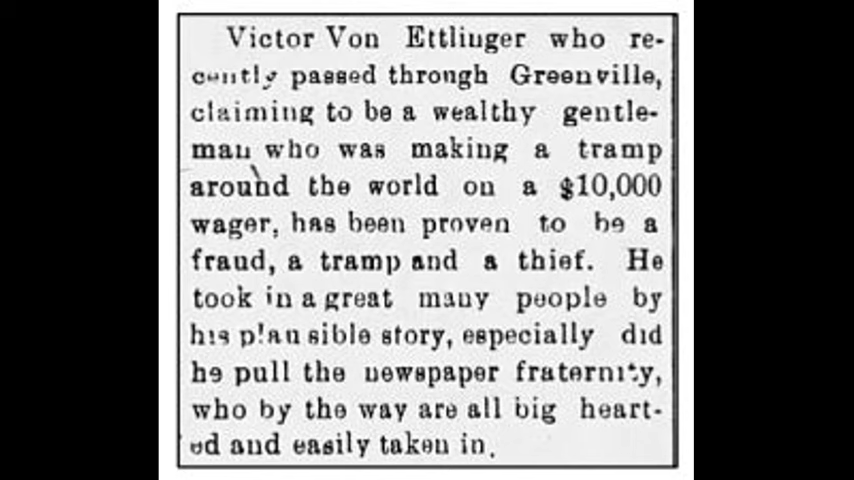 Victor Von Ettlinger who re-
cently passed through Greenville,
claiming to be a wealthy gentle-
man who was making a tramp
around the world on a $10,000
wager, has been proven to be a
fraud, a tramp and a thief. He
took in a great many people by
his plausible story, especially did
he pull the newspaper fraternity,
who by the way are all big heart-
ed and easily taken in.